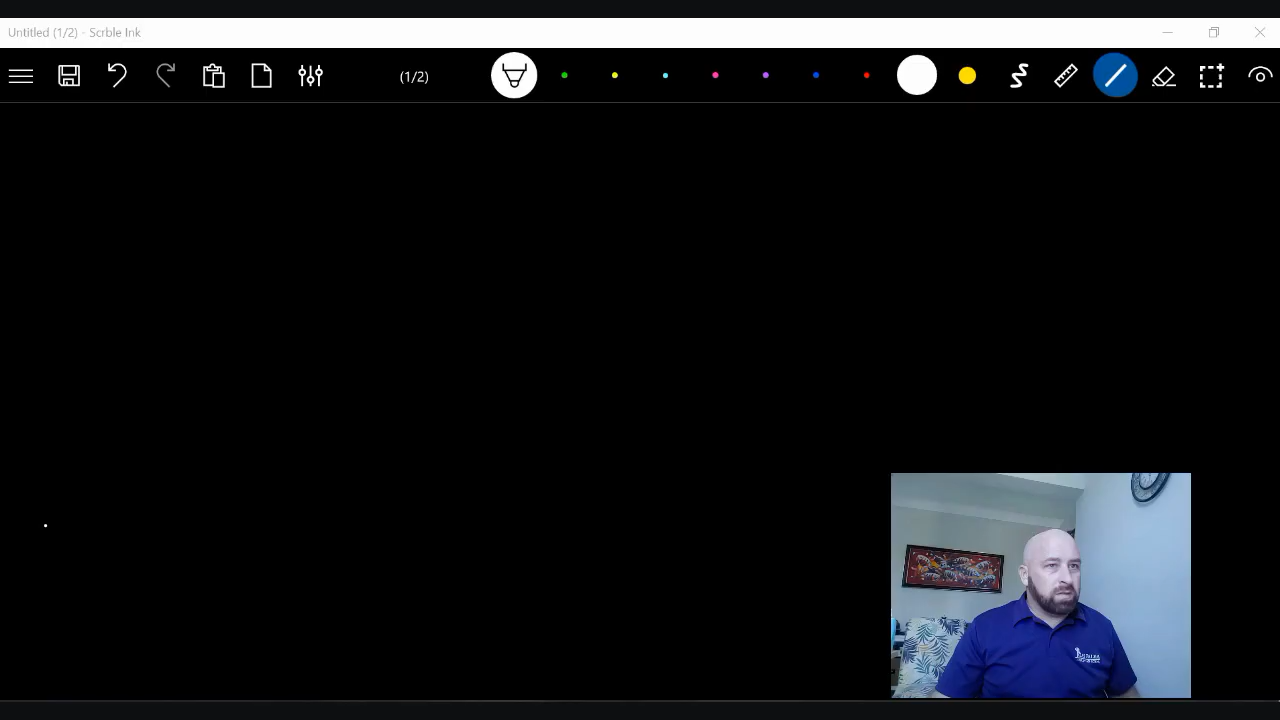 Untitled (1/2) - Scrble Ink
(1/2)